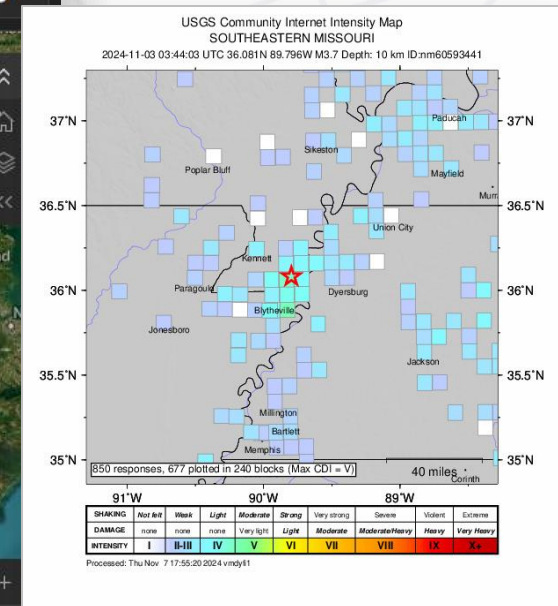 USGS Community Internet Intensity Map
SOUTHEASTERN MISSOURI
2024-11-03 03:44:03 UTC 36.081N 89.796W M3.7 Depth: 10 km ID:nm60593441
37°N
Paducah
37°N
Sikeston
Poplar Bluff
Mayfield
36.5°N
Murr
36.5°N
Union City
Kennett
36°N
Paragould
Dyersburg
36°N
Blytheville
Jonesboro
Jackson
35.5°N
35.5°N
Millington
Bartlett
Memphis
35°N
850 responses, 677 plotted in 240 blocks (Max CDI = V)
40 miles
35°N
Corinth
91°W 90°W 89°W
SHAKING Not felt Weak Light Moderate Strong Very strong Severe Violent Extreme
DAMAGE none none none Very light Light Moderate Moderate/Heavy Heavy Very Heavy
INTENSITY I II-III IV V VI VII VIII IX X+
Processed: Thu Nov 7 17:55:20 2024 vmdyfi1